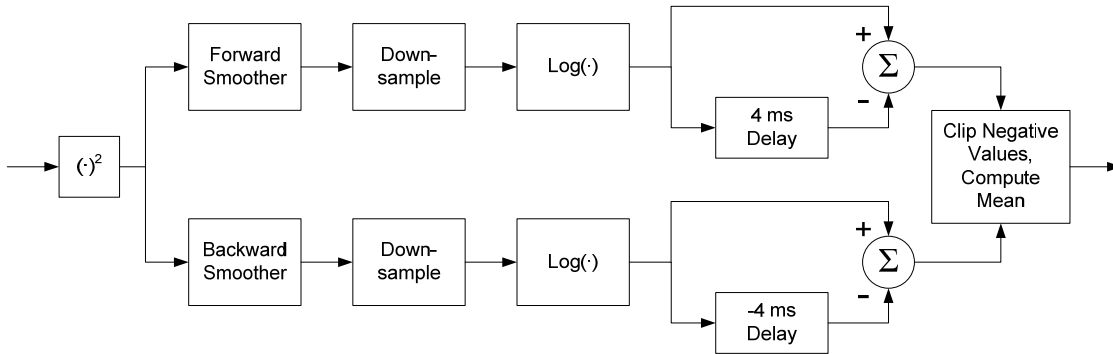 (·)²
Forward
Smoother
Down-
sample
Log(·)
4 ms
Delay
+
-
Σ
Backward
Smoother
Down-
sample
Log(·)
-4 ms
Delay
+
-
Σ
Clip Negative
Values,
Compute
Mean